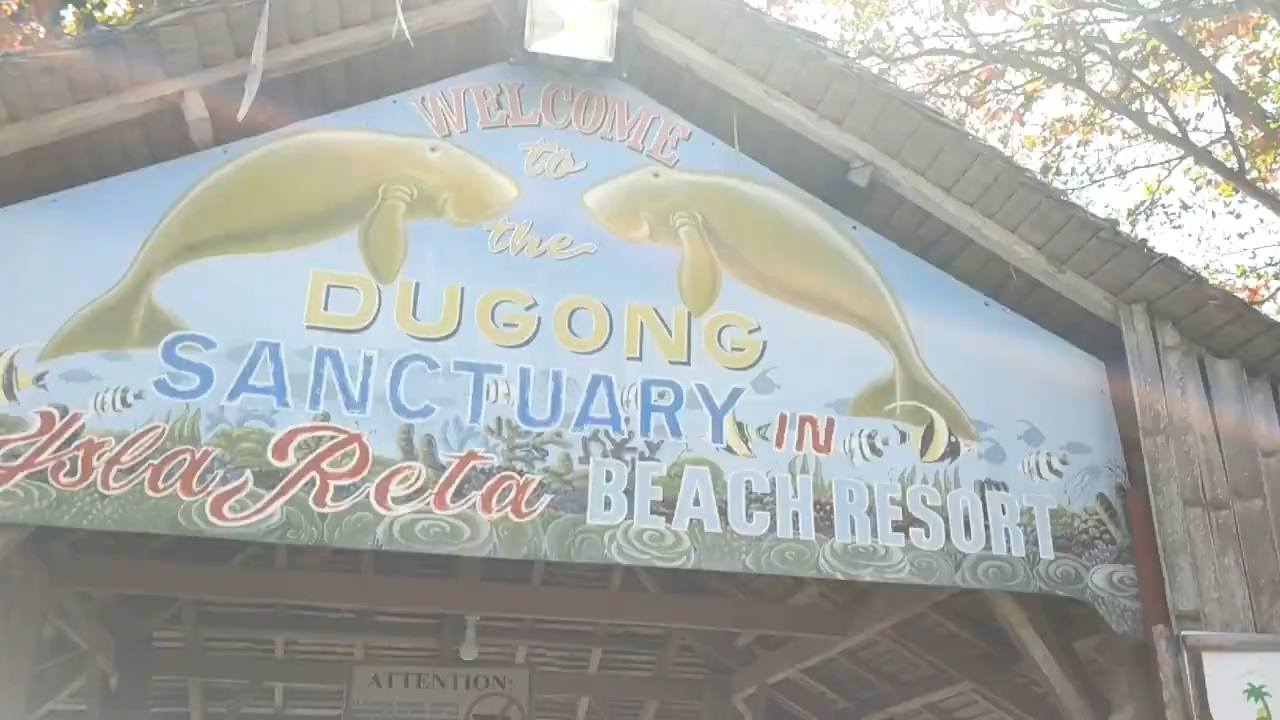 WELCOME
to
the
DUGONG
SANCTUARY IN
Ysla Reta BEACH RESORT
ATTENTION: